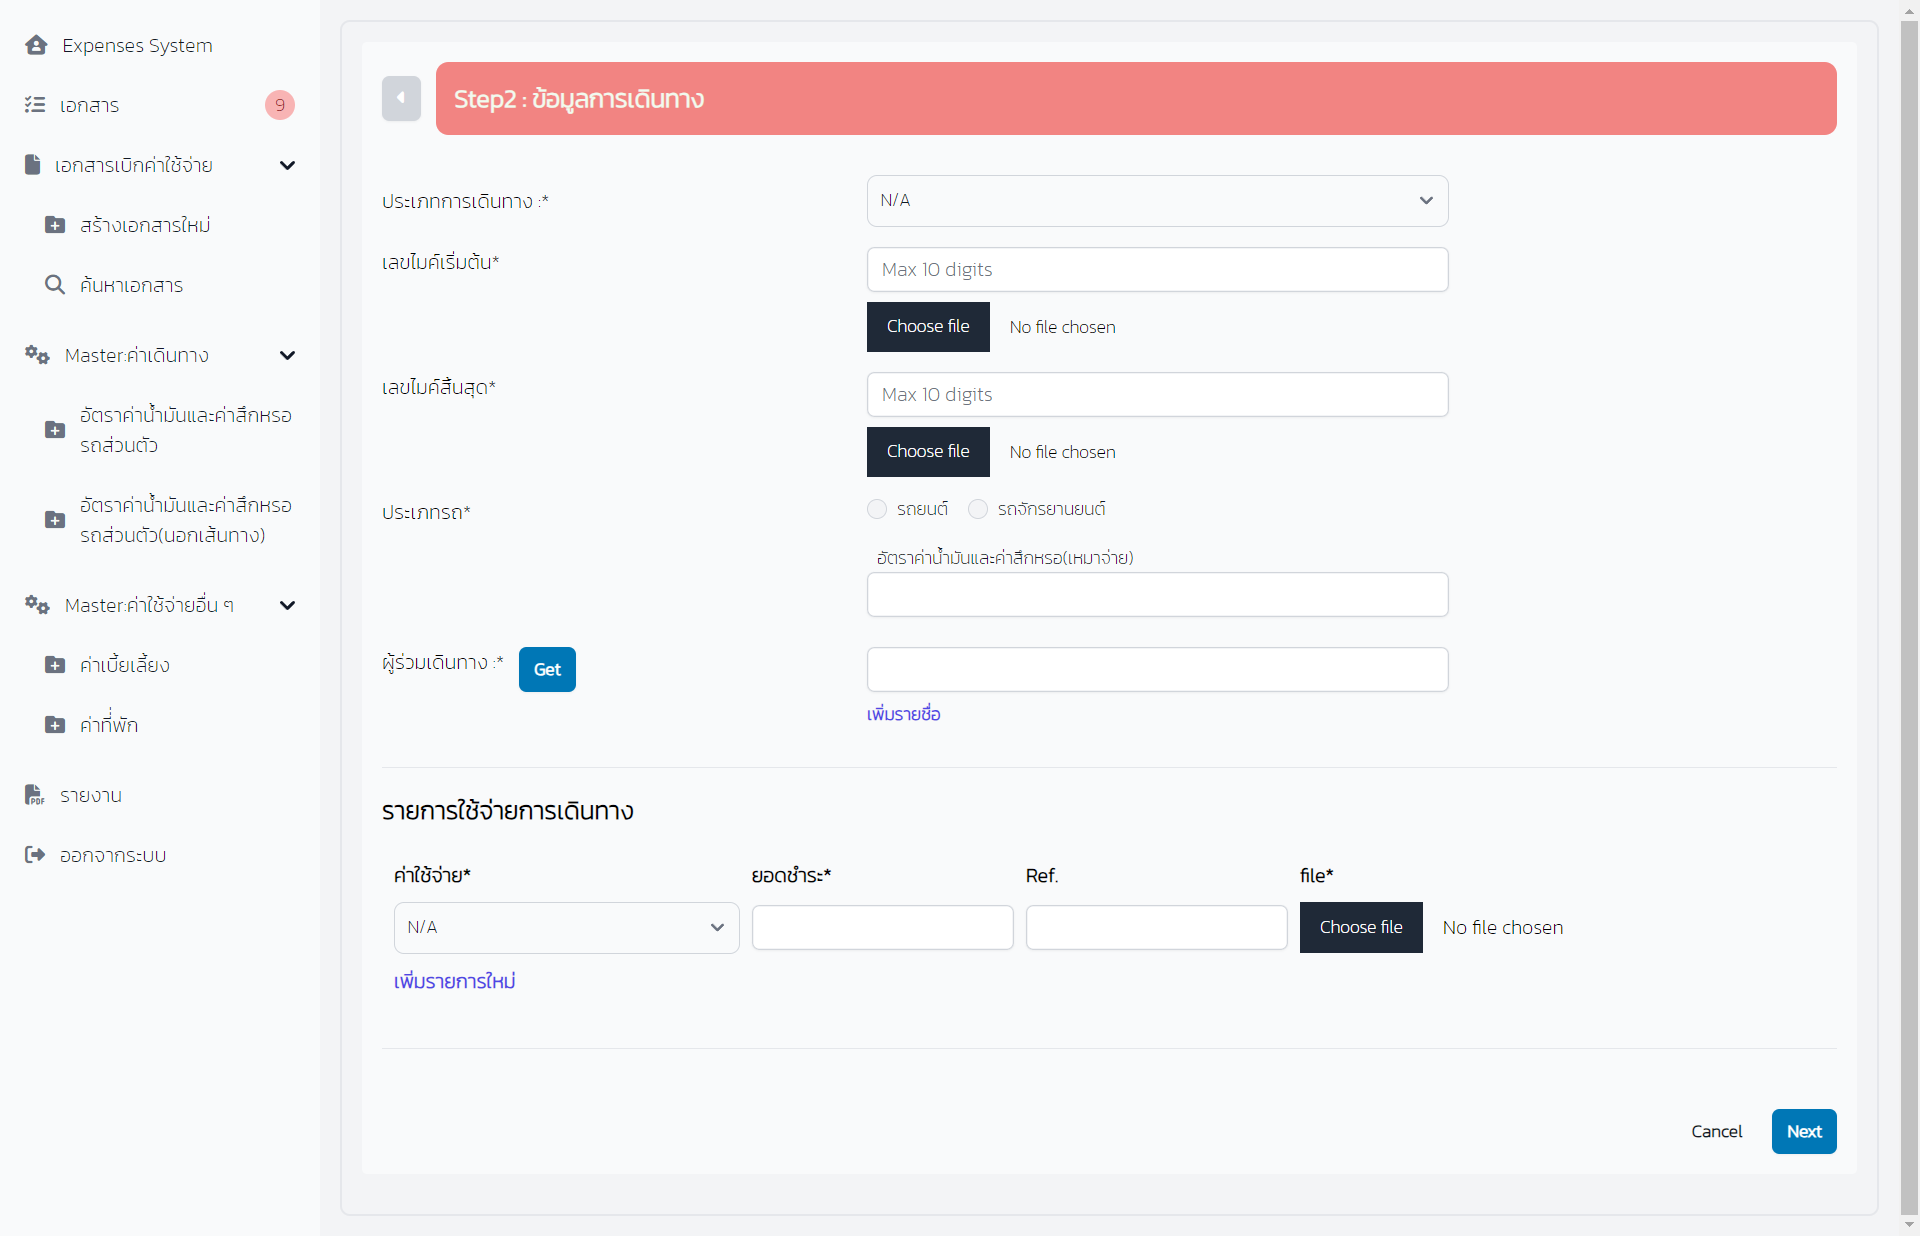 Expenses System
เอกสาร 9
เอกสารเบิกค่าใช้จ่าย
สร้างเอกสารใหม่
ค้นหาเอกสาร
Master:ค่าเดินทาง
อัตราค่าน้ำมันและค่าสึกหรอ
รถส่วนตัว
อัตราค่าน้ำมันและค่าสึกหรอ
รถส่วนตัว(นอกเส้นทาง)
Master:ค่าใช้จ่ายอื่น ๆ
ค่าเบี้ยเลี้ยง
ค่าที่พัก
PDF รายงาน
ออกจากระบบ
Step2 : ข้อมูลการเดินทาง
ประเภทการเดินทาง :* N/A
เลขไมค์เริ่มต้น* Max 10 digits
Choose file No file chosen
เลขไมค์สิ้นสุด* Max 10 digits
Choose file No file chosen
ประเภทรถ* รถยนต์ รถจักรยานยนต์
อัตราค่าน้ำมันและค่าสึกหรอ(เหมาจ่าย)
ผู้ร่วมเดินทาง :* Get
เพิ่มรายชื่อ
รายการใช้จ่ายการเดินทาง
ค่าใช้จ่าย* ยอดชำระ* Ref. file*
N/A Choose file No file chosen
เพิ่มรายการใหม่
Cancel Next